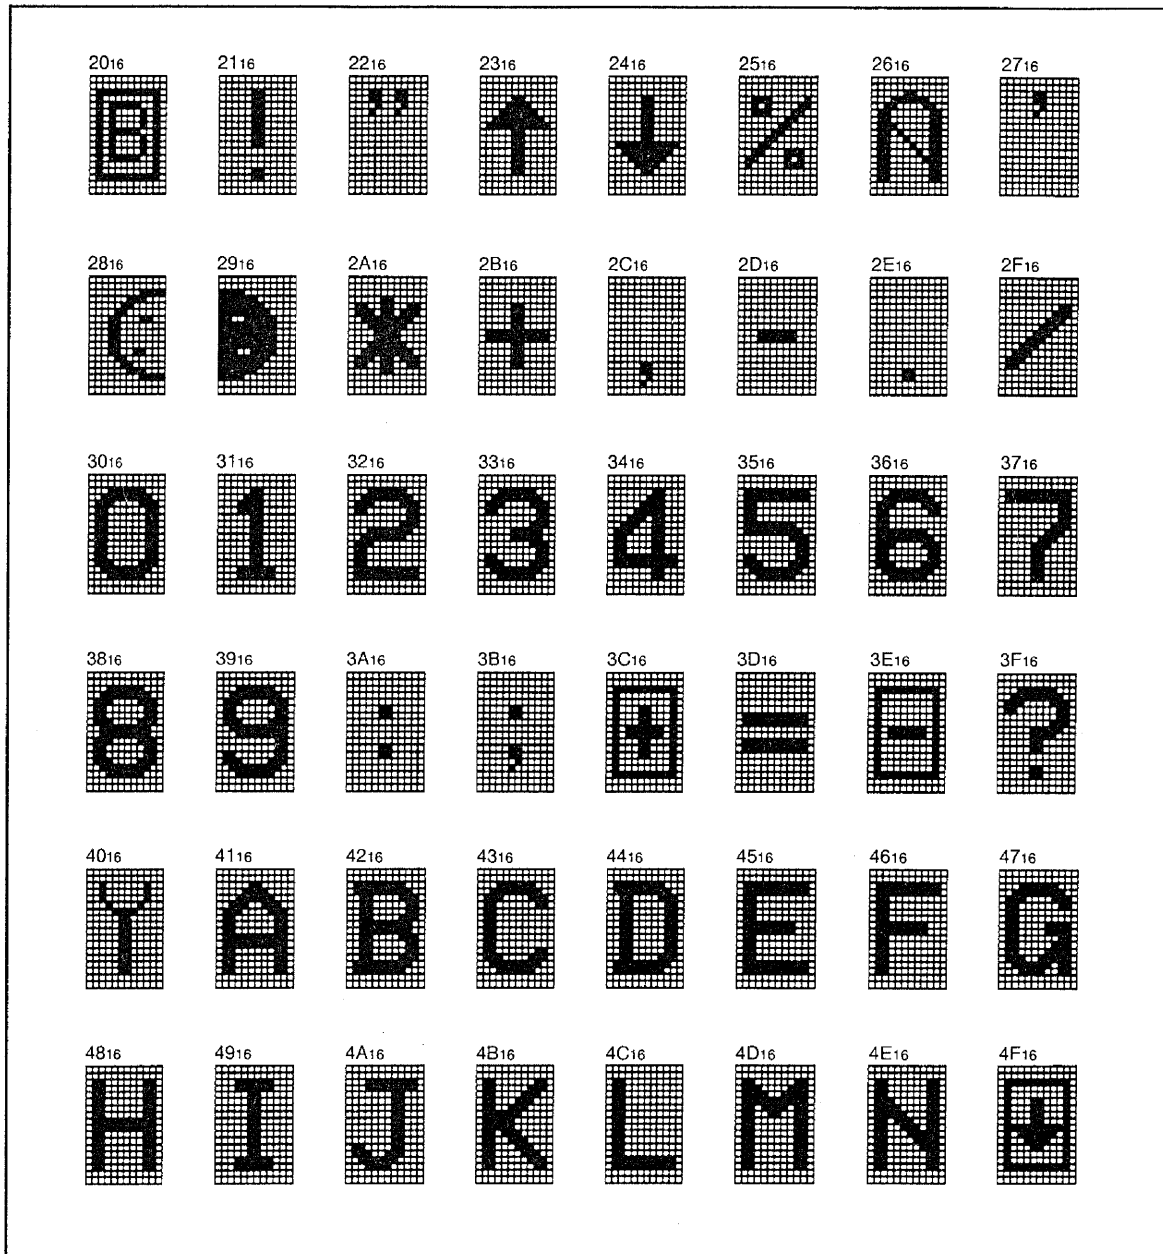 20₁₆ 21₁₆ 22₁₆ 23₁₆ 24₁₆ 25₁₆ 26₁₆ 27₁₆
B ! " ↑ ↓ % '
28₁₆ 29₁₆ 2A₁₆ 2B₁₆ 2C₁₆ 2D₁₆ 2E₁₆ 2F₁₆
* + , - . /
30₁₆ 31₁₆ 32₁₆ 33₁₆ 34₁₆ 35₁₆ 36₁₆ 37₁₆
0 1 2 3 4 5 6 7
38₁₆ 39₁₆ 3A₁₆ 3B₁₆ 3C₁₆ 3D₁₆ 3E₁₆ 3F₁₆
8 9 : ; + = - ?
40₁₆ 41₁₆ 42₁₆ 43₁₆ 44₁₆ 45₁₆ 46₁₆ 47₁₆
Y A B C D E F G
48₁₆ 49₁₆ 4A₁₆ 4B₁₆ 4C₁₆ 4D₁₆ 4E₁₆ 4F₁₆
H I J K L M N ↓